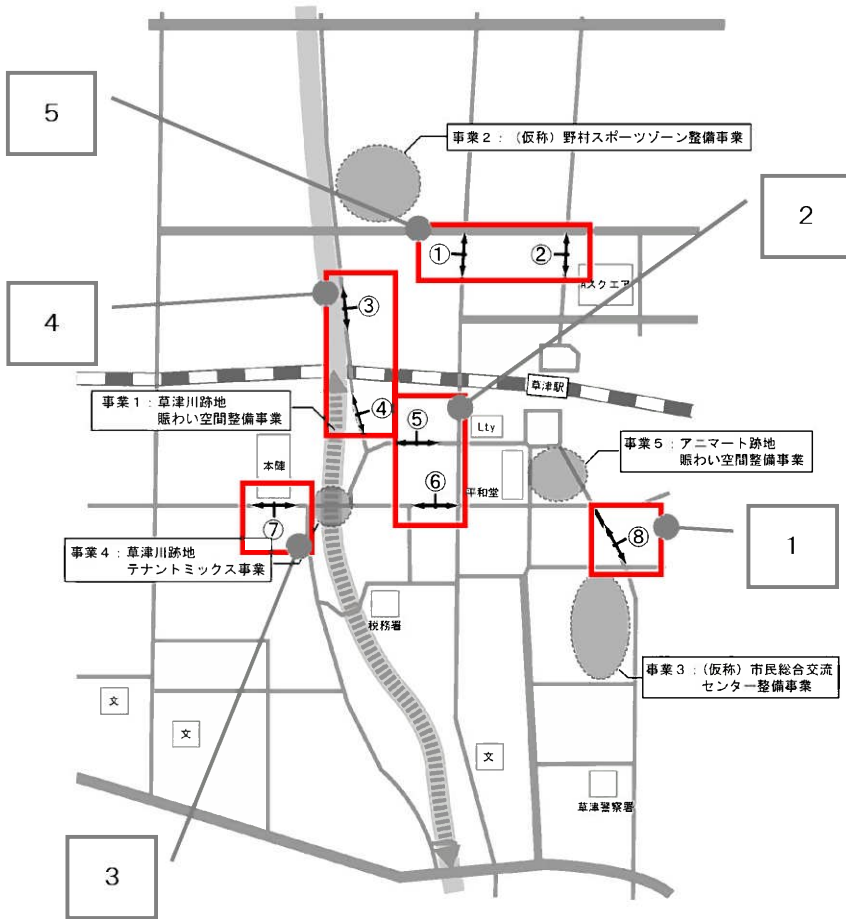 5
事業2：（仮称）野村スポーツゾーン整備事業
2
①
②
Aスクエア
4
③
草津駅
事業1：草津川跡地
賑わい空間整備事業
④
⑤
Lty
事業5：アニマート跡地
賑わい空間整備事業
本陣
平和堂
⑥
⑦
⑧
1
事業4：草津川跡地
テナントミックス事業
税務署
事業3：（仮称）市民総合交流
センター整備事業
文
文
文
草津警察署
3